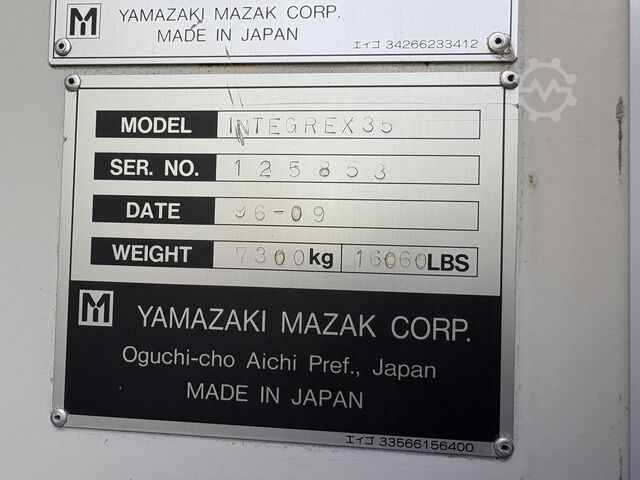 YAMAZAKI MAZAK CORP.
MADE IN JAPAN
エイゴ 34266233412
MODEL INTEGREX35
SER. NO. 125853
DATE 96-09
WEIGHT 7300kg 16060LBS
YAMAZAKI MAZAK CORP.
Oguchi-cho Aichi Pref., Japan
MADE IN JAPAN
エイゴ 33566156400